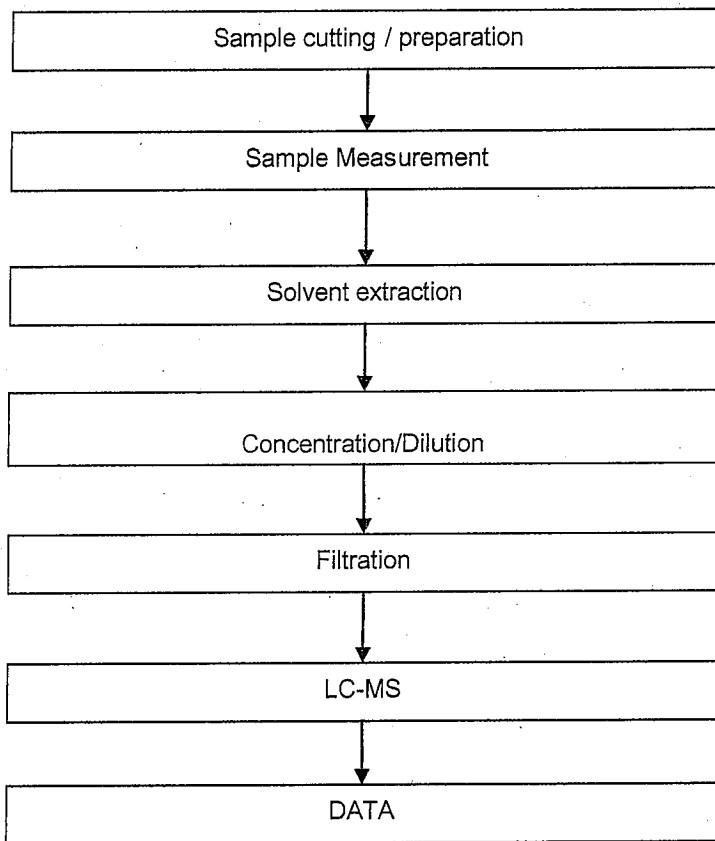 Sample cutting / preparation
Sample Measurement
Solvent extraction
Concentration/Dilution
Filtration
LC-MS
DATA